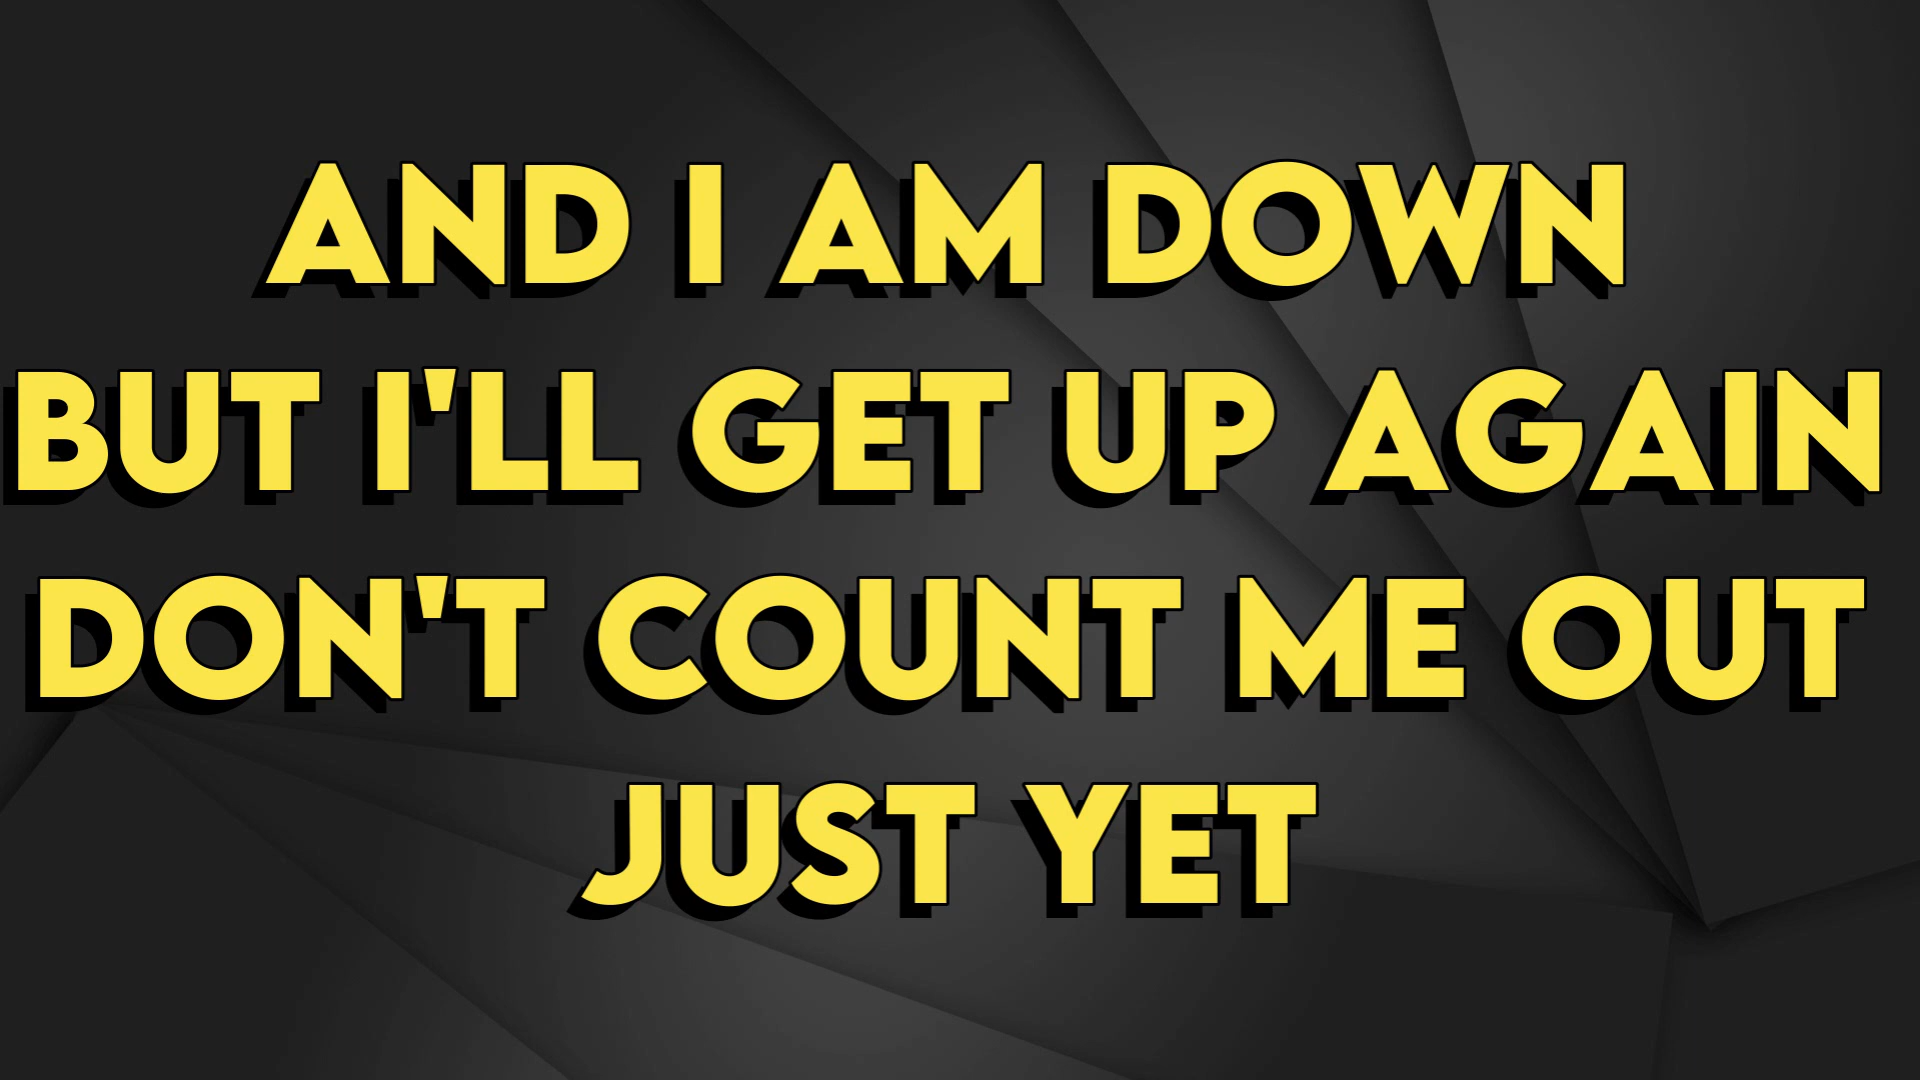 AND I AM DOWN
BUT I'LL GET UP AGAIN
DON'T COUNT ME OUT
JUST YET